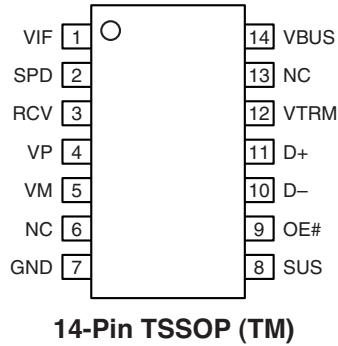 VIF 1 14 VBUS
SPD 2 13 NC
RCV 3 12 VTRM
VP 4 11 D+
VM 5 10 D–
NC 6 9 OE#
GND 7 8 SUS
14-Pin TSSOP (TM)